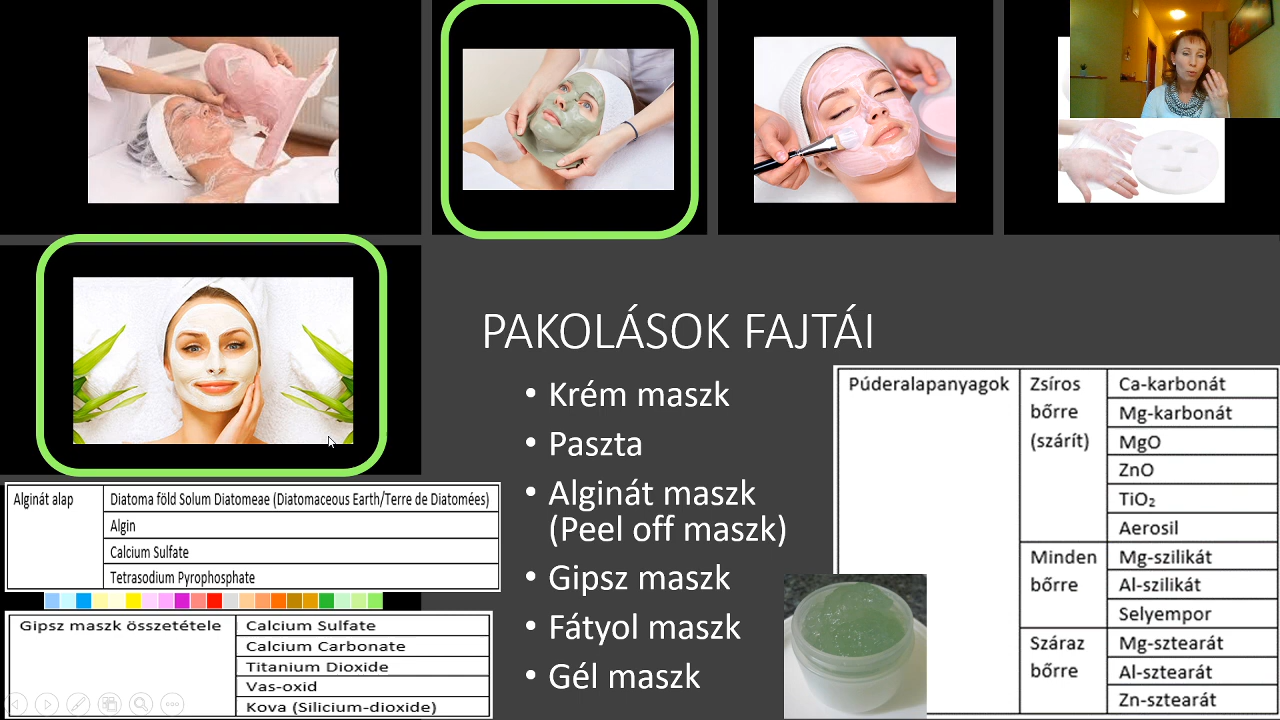 PAKOLÁSOK FAJTÁI
• Krém maszk
• Paszta
• Alginát maszk
(Peel off maszk)
• Gipsz maszk
• Fátyol maszk
• Gél maszk
Púderalapanyagok
Zsíros
bőrre
(szárít)
Ca-karbonát
Mg-karbonát
MgO
ZnO
TiO₂
Aerosil
Minden
bőrre
Mg-szilikát
Al-szilikát
Selyempor
Száraz
bőrre
Mg-sztearát
Al-sztearát
Zn-sztearát
Alginát alap
Diatoma föld Solum Diatomeae (Diatomaceous Earth/Terre de Diatomées)
Algin
Calcium Sulfate
Tetrasodium Pyrophosphate
Gipsz maszk összetétele
Calcium Sulfate
Calcium Carbonate
Titanium Dioxide
Vas-oxid
Kova (Silicium-dioxide)